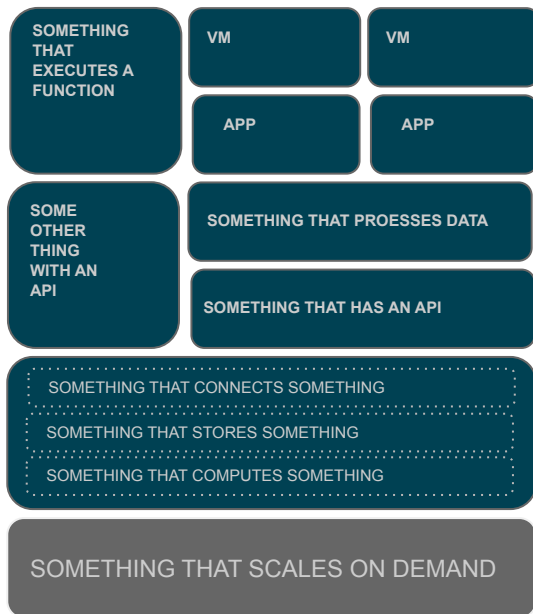 SOMETHING
THAT
EXECUTES A
FUNCTION
VM
VM
APP
APP
SOME
OTHER
THING
WITH AN
API
SOMETHING THAT PROESSES DATA
SOMETHING THAT HAS AN API
SOMETHING THAT CONNECTS SOMETHING
SOMETHING THAT STORES SOMETHING
SOMETHING THAT COMPUTES SOMETHING
SOMETHING THAT SCALES ON DEMAND